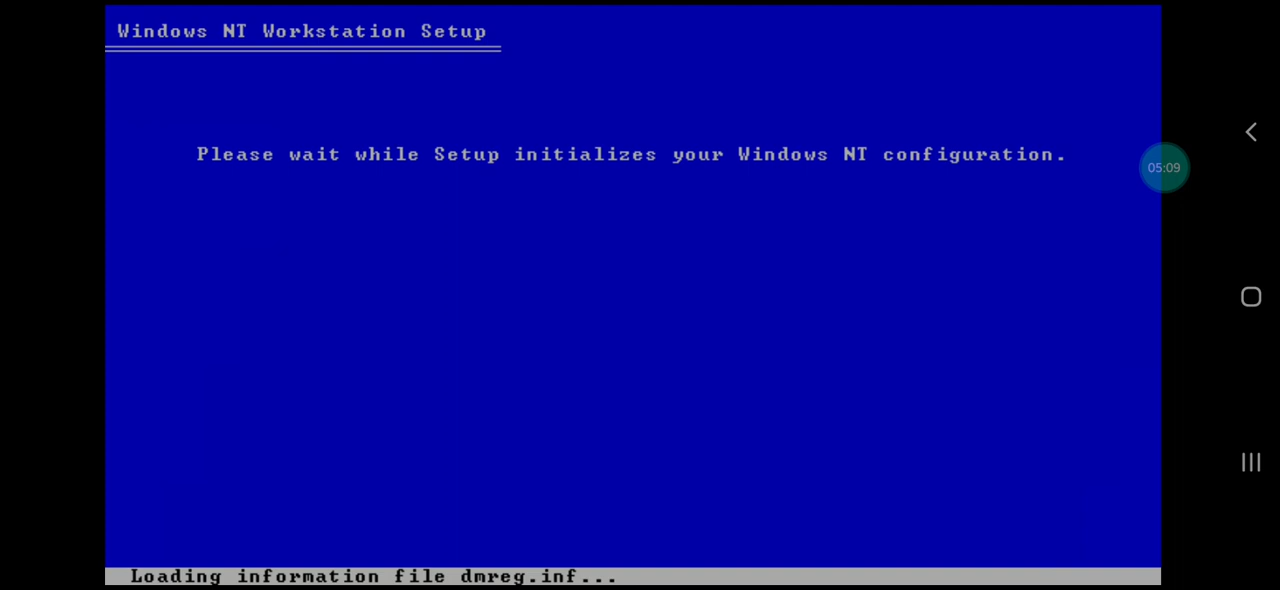 Windows NT Workstation Setup
Please wait while Setup initializes your Windows NT configuration.
05:09
Loading information file dmreg.inf...